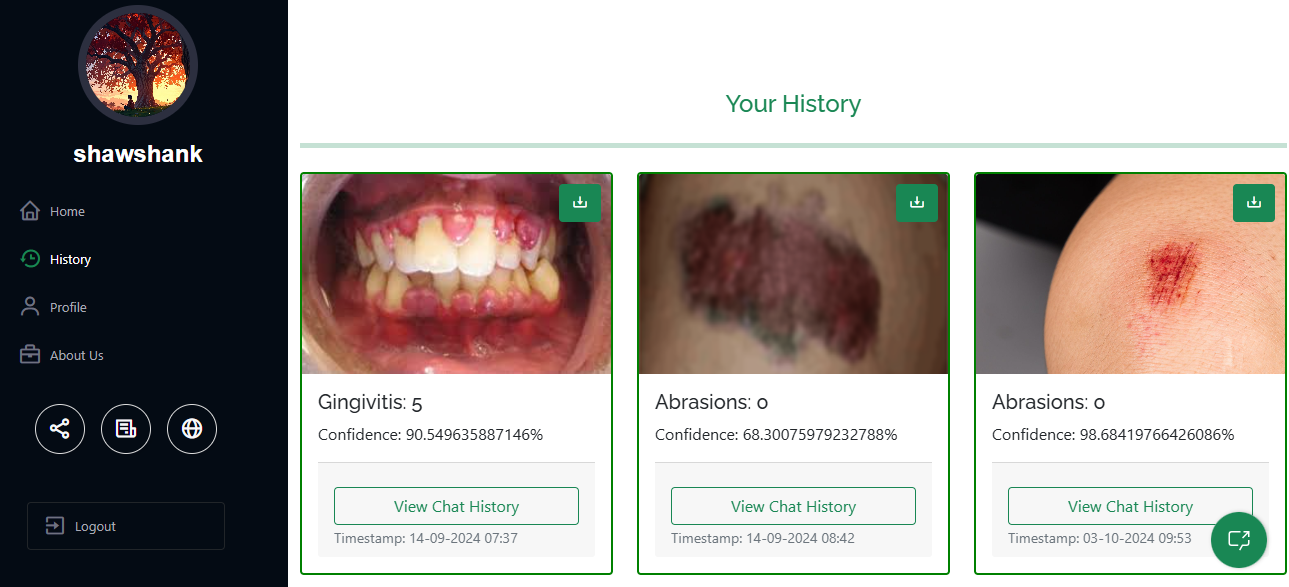 shawshank
Home
History
Profile
About Us
Logout
Your History
Gingivitis: 5
Confidence: 90.549635887146%
View Chat History
Timestamp: 14-09-2024 07:37
Abrasions: 0
Confidence: 68.30075979232788%
View Chat History
Timestamp: 14-09-2024 08:42
Abrasions: 0
Confidence: 98.68419766426086%
View Chat History
Timestamp: 03-10-2024 09:53